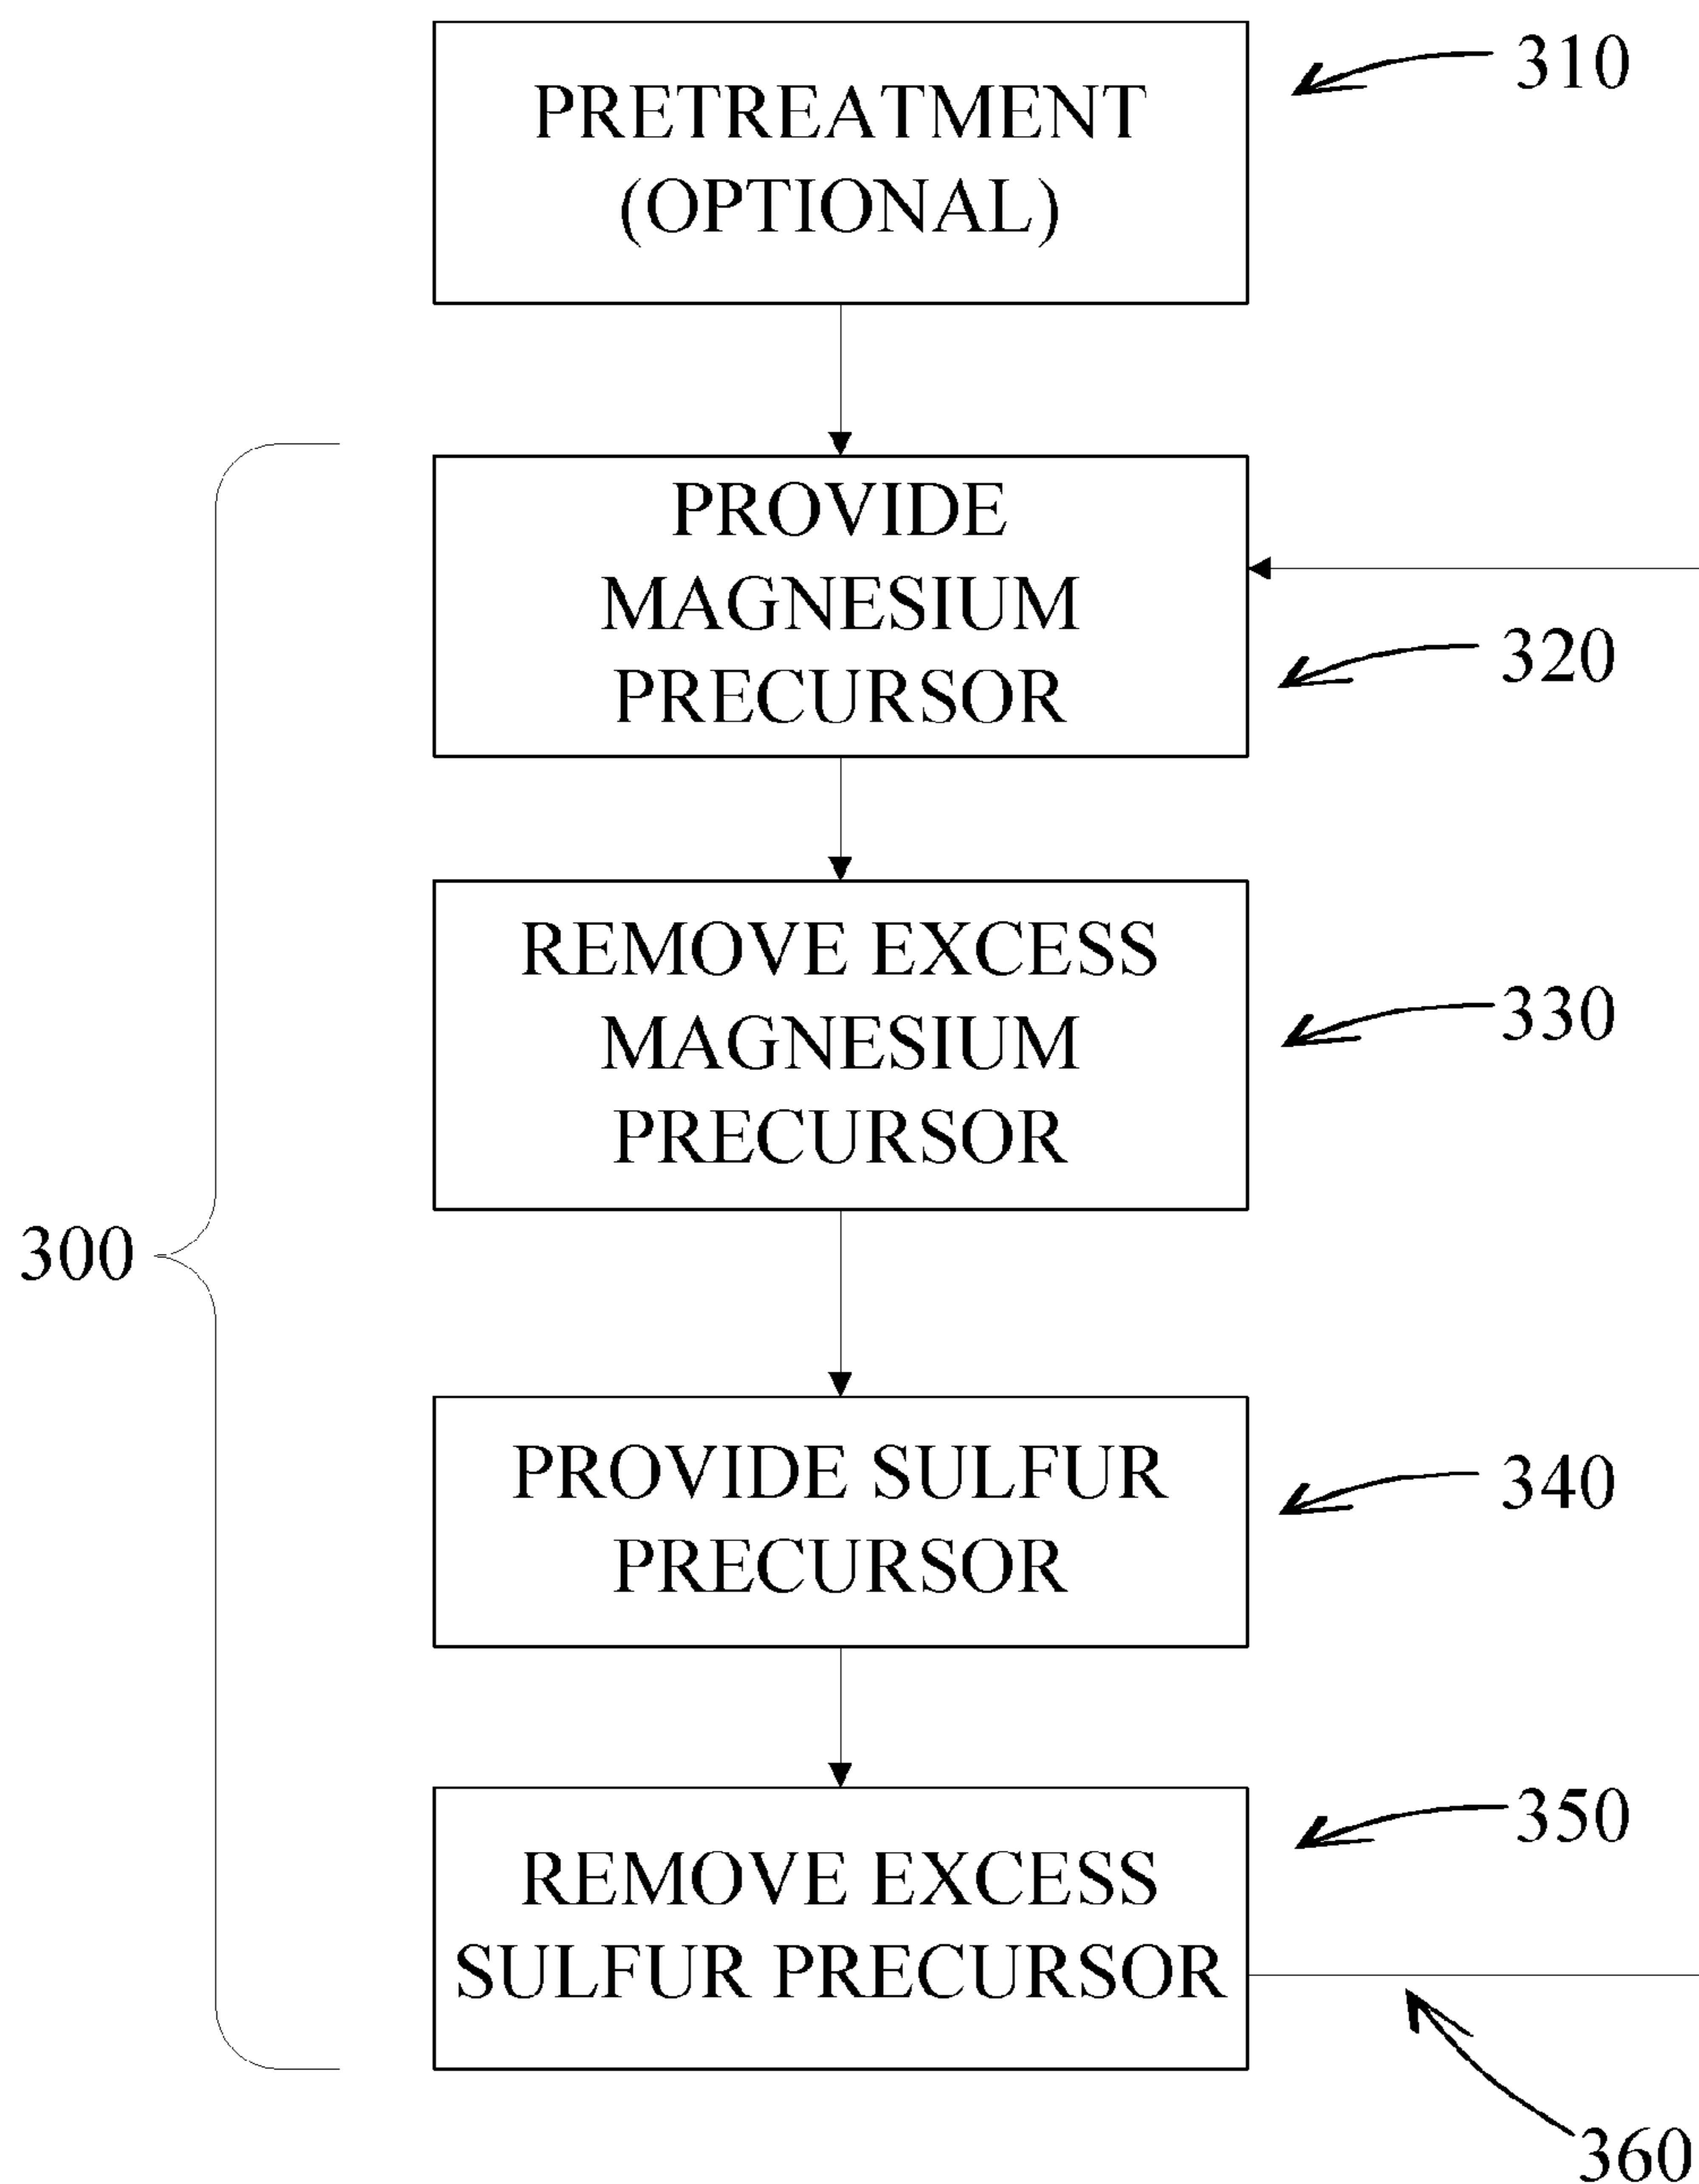 PRETREATMENT
(OPTIONAL)
310
PROVIDE
MAGNESIUM
PRECURSOR
320
REMOVE EXCESS
MAGNESIUM
PRECURSOR
330
300
PROVIDE SULFUR
PRECURSOR
340
REMOVE EXCESS
SULFUR PRECURSOR
350
360